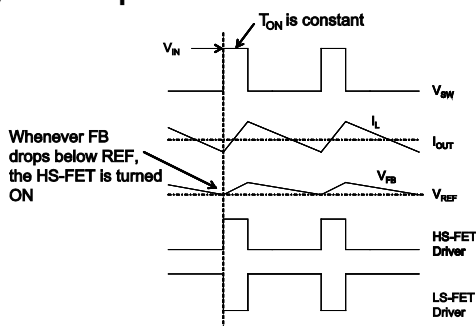 T_ON is constant
V_IN
V_SW
I_L
I_OUT
Whenever FB
drops below REF,
the HS-FET is turned
ON
V_FB
V_REF
HS-FET
Driver
LS-FET
Driver